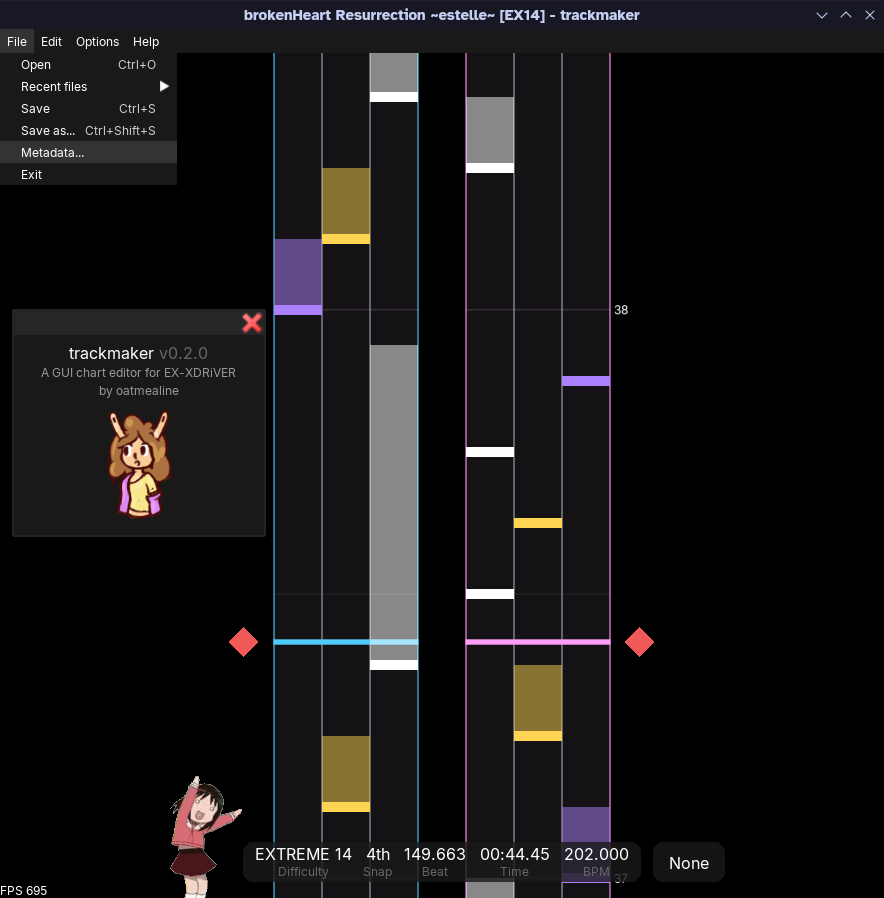 brokenHeart Resurrection ~estelle~ [EX14] - trackmaker
File Edit Options Help
Open Ctrl+O
Recent files
Save Ctrl+S
Save as... Ctrl+Shift+S
Metadata...
Exit
38
trackmaker v0.2.0
A GUI chart editor for EX-XDRiVER
by oatmealine
EXTREME 14 4th 149.663 00:44.45 202.000
Difficulty Snap Beat Time BPM
None
37
FPS 695